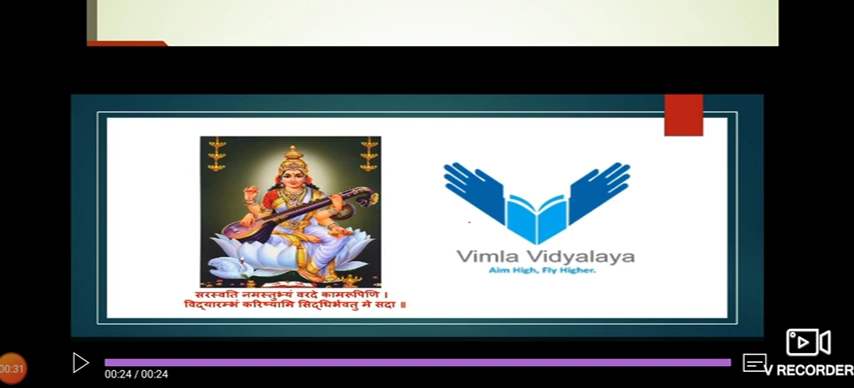 Vimla Vidyalaya
Aim High, Fly Higher.
सरस्वति नमस्तुभ्यं वरदे कामरुपिणि ।
विद्यारम्भं करिष्यामि सिद्धिर्भवतु मे सदा ॥
00:31
00:24 / 00:24
V RECORDER